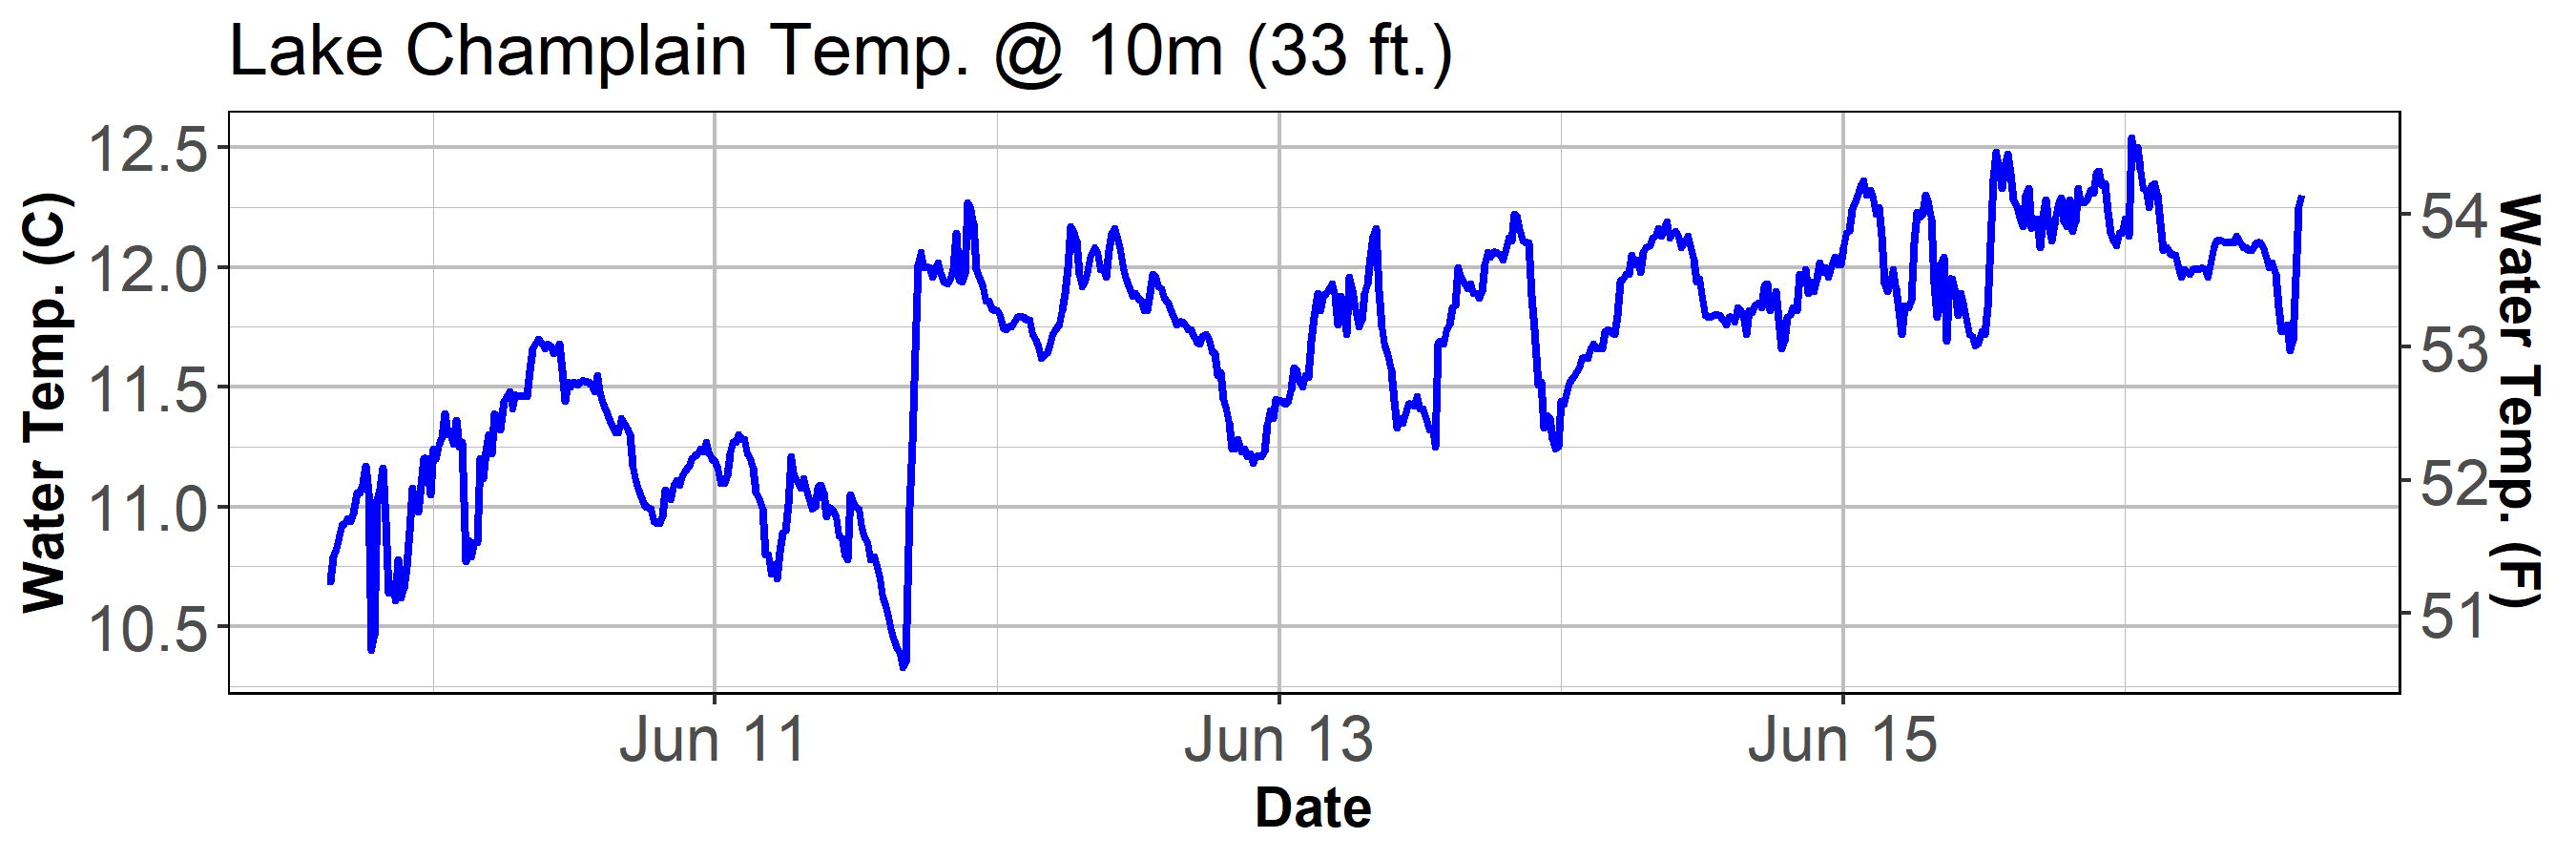 Lake Champlain Temp. @ 10m (33 ft.)
Water Temp. (C)
12.5
12.0
11.5
11.0
10.5
54
53
52
51
Water Temp. (F)
Jun 11
Jun 13
Jun 15
Date